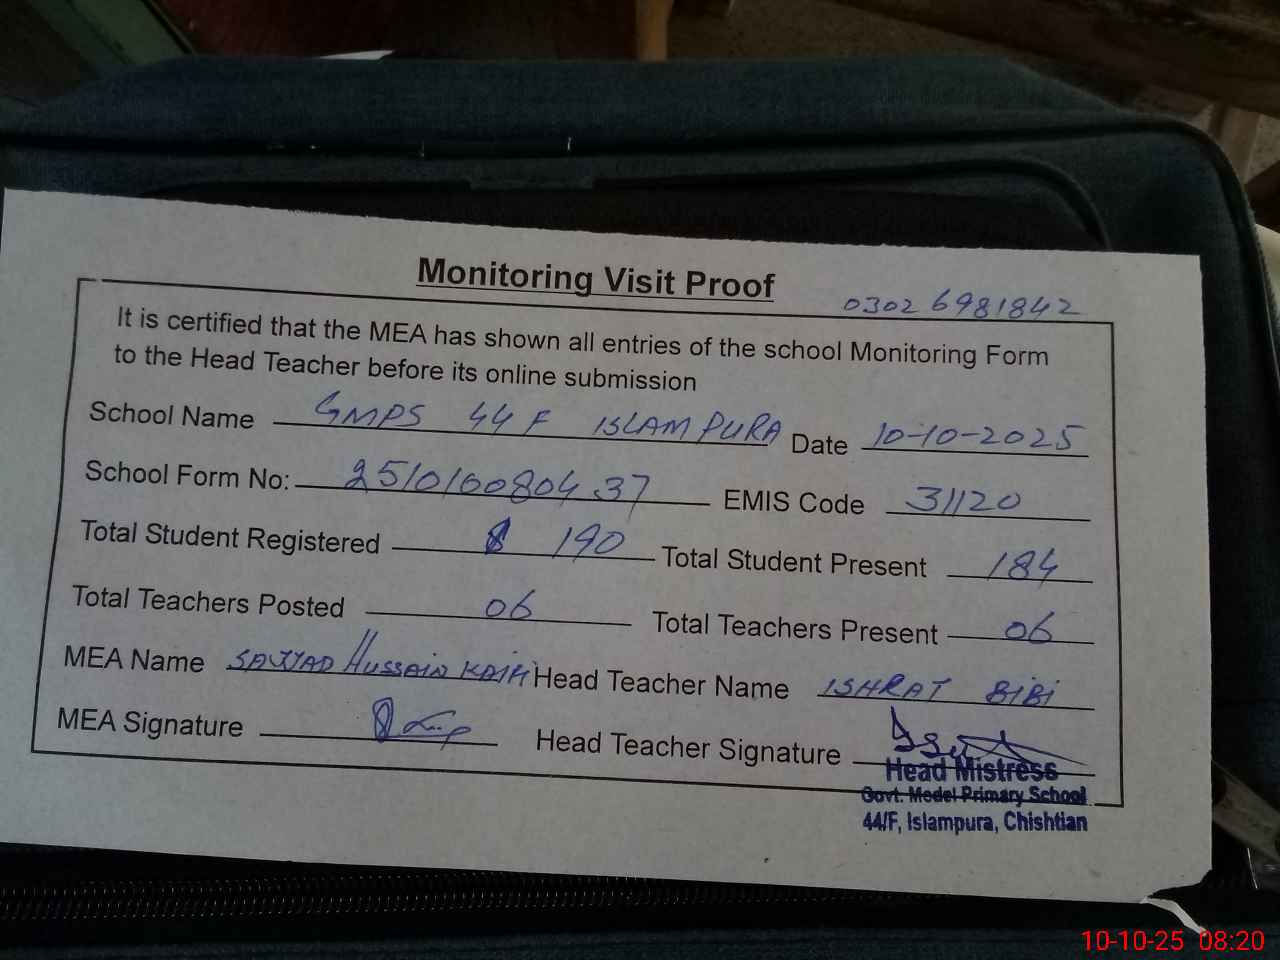 Monitoring Visit Proof
0302 6981842
It is certified that the MEA has shown all entries of the school Monitoring Form
to the Head Teacher before its online submission
School Name GMPS 44 F ISLAMPURA Date 10-10-2025
School Form No: 2510160080437 EMIS Code 31120
Total Student Registered 190 Total Student Present 184
Total Teachers Posted 06 Total Teachers Present 06
MEA Name SAJJAD HUSSAIN Head Teacher Name ISHRAT BIBI
MEA Signature Head Teacher Signature
Head Mistress
Govt. Model Primary School
44/F, Islampura, Chishtian
10-10-25 08:20